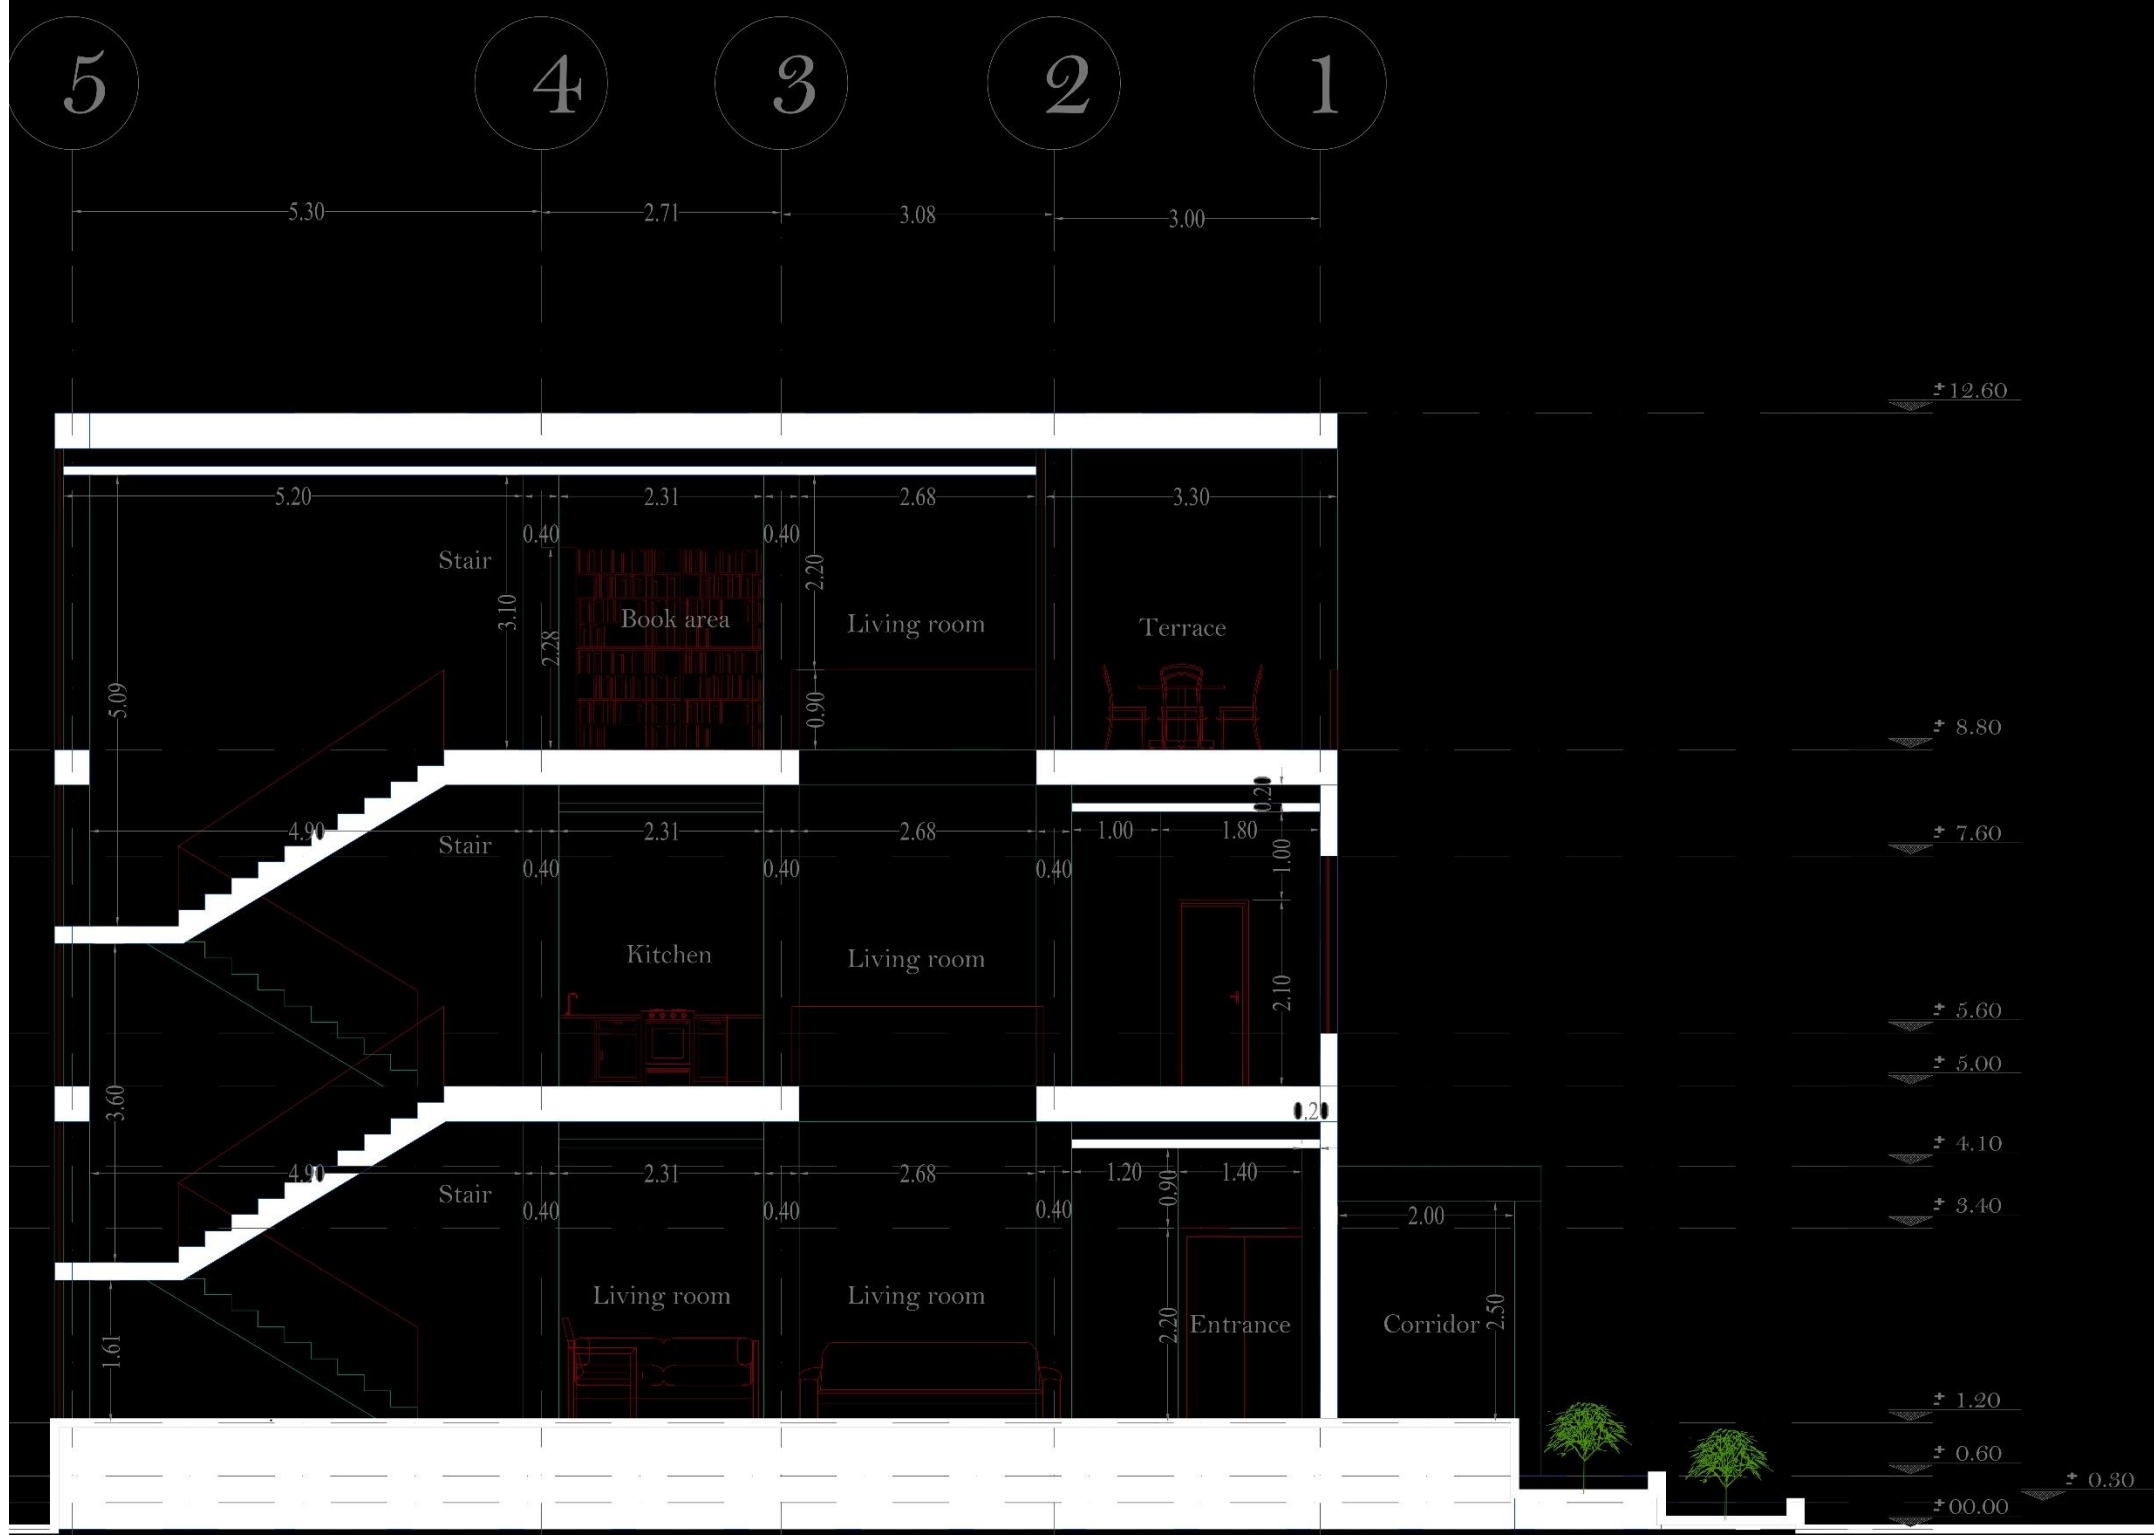 5 4 3 2 1
5.30 2.71 3.08 3.00
± 12.60
5.20 2.31 2.68 3.30
0.40 0.40
Stair
2.20
3.10
Book area
Living room
Terrace
2.28
5.09
0.90
± 8.80
0.20
4.90 2.31 2.68 1.00 1.80
± 7.60
Stair
1.00
0.40 0.40 0.40
Kitchen
Living room
2.10
± 5.60
± 5.00
3.60
0.20
± 4.10
4.90 2.31 2.68 1.20 1.40
0.90
Stair
0.40 0.40 0.40
2.00
± 3.40
Living room
Living room
2.20
Entrance
Corridor
2.50
1.61
± 1.20
± 0.60
± 0.30
± 00.00